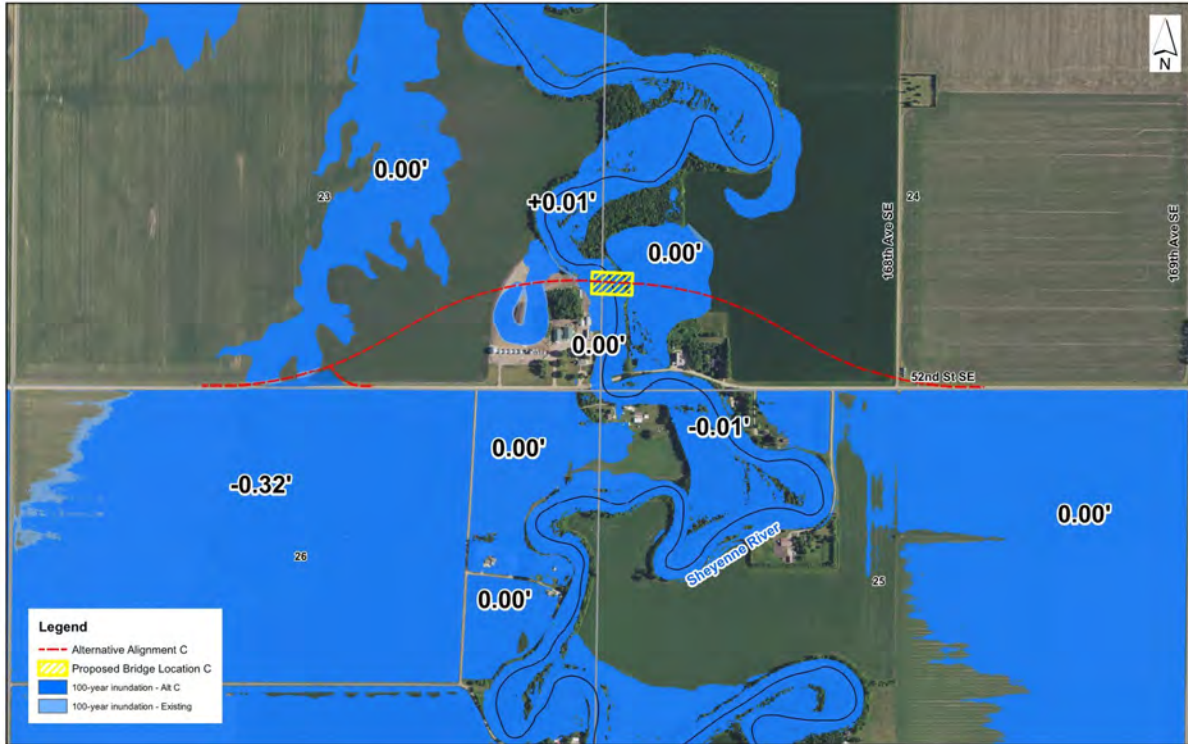 N
0.00'
23
+0.01'
24
168th Ave SE
169th Ave SE
0.00'
0.00'
52nd St SE
-0.01'
0.00'
-0.32'
0.00'
26
Sheyenne River
25
0.00'
Legend
Alternative Alignment C
Proposed Bridge Location C
100-year inundation - Alt C
100-year inundation - Existing